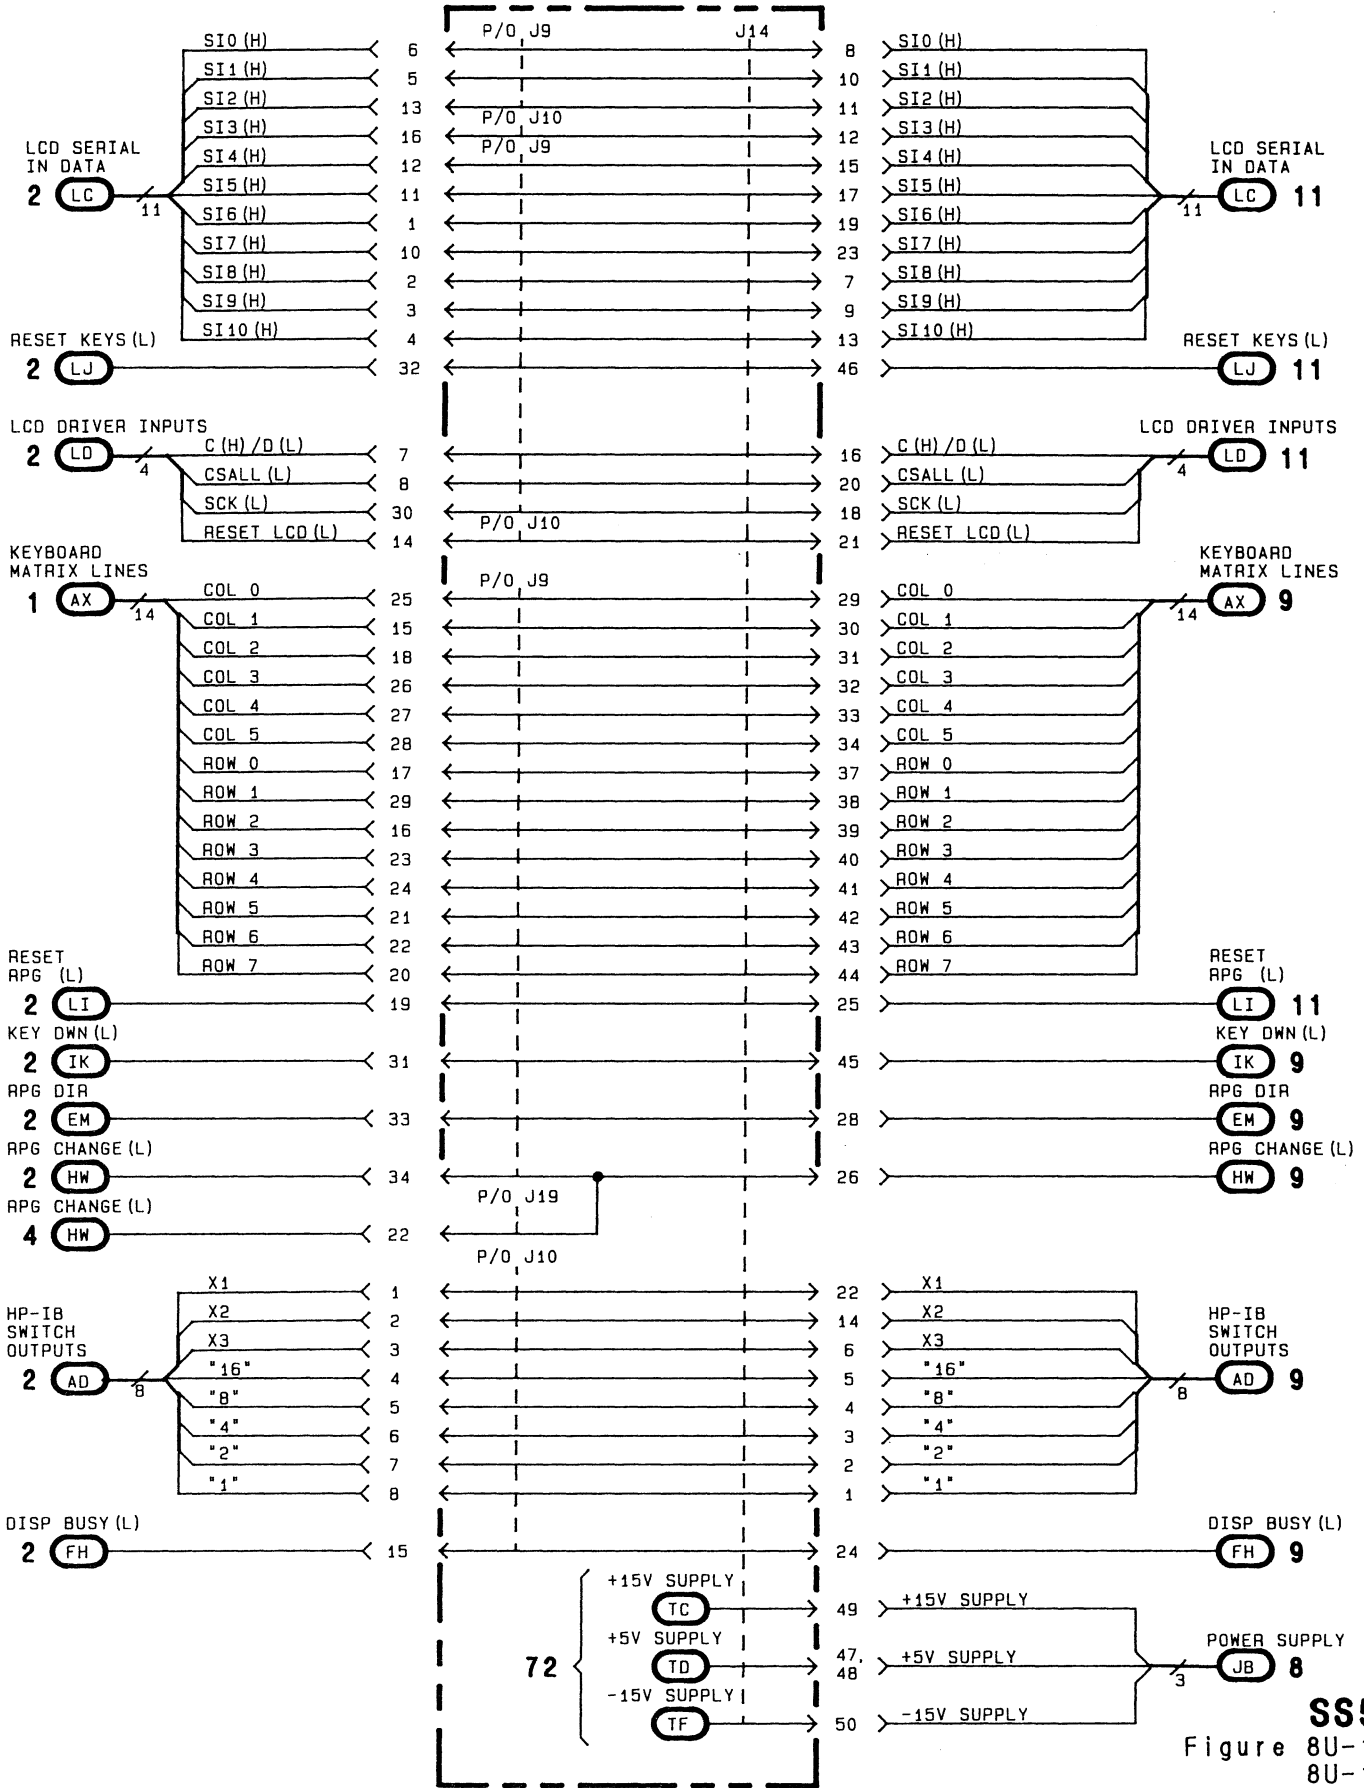 P/O J9 J14
SI0(H) 6 8 SI0(H)
SI1(H) 5 10 SI1(H)
SI2(H) 13 11 SI2(H)
P/O J10
SI3(H) 16 12 SI3(H)
P/O J9
LCD SERIAL IN DATA
SI4(H) 12 15 SI4(H)
LCD SERIAL IN DATA
2 LC 11 SI5(H) 11 17 SI5(H) 11 LC 11
SI6(H) 1 19 SI6(H)
SI7(H) 10 23 SI7(H)
SI8(H) 2 7 SI8(H)
SI9(H) 3 9 SI9(H)
SI10(H) 4 13 SI10(H)
RESET KEYS(L) RESET KEYS(L)
2 LJ 32 46 LJ 11
LCD DRIVER INPUTS LCD DRIVER INPUTS
2 LD 4 C(H)/D(L) 7 16 C(H)/D(L) 4 LD 11
CSALL(L) 8 20 CSALL(L)
SCK(L) 30 18 SCK(L)
P/O J10
RESET LCD(L) 14 21 RESET LCD(L)
KEYBOARD MATRIX LINES
P/O J9
KEYBOARD MATRIX LINES
1 AX 14 COL 0 25 29 COL 0 14 AX 9
COL 1 15 30 COL 1
COL 2 18 31 COL 2
COL 3 26 32 COL 3
COL 4 27 33 COL 4
COL 5 28 34 COL 5
ROW 0 17 37 ROW 0
ROW 1 29 38 ROW 1
ROW 2 16 39 ROW 2
ROW 3 23 40 ROW 3
ROW 4 24 41 ROW 4
ROW 5 21 42 ROW 5
ROW 6 22 43 ROW 6
ROW 7 20 44 ROW 7
RESET RPG (L) RESET RPG (L)
2 LI 19 25 LI 11
KEY DWN(L) KEY DWN(L)
2 IK 31 45 IK 9
RPG DIR RPG DIR
2 EM 33 28 EM 9
RPG CHANGE(L) RPG CHANGE(L)
2 HW 34 26 HW 9
P/O J19
RPG CHANGE(L)
4 HW 22
P/O J10
X1 1 22 X1
HP-IB SWITCH OUTPUTS
X2 2 14 X2
HP-IB SWITCH OUTPUTS
X3 3 6 X3
2 AD 8 "16" 4 5 "16" 8 AD 9
"8" 5 4 "8"
"4" 6 3 "4"
"2" 7 2 "2"
"1" 8 1 "1"
DISP BUSY(L) DISP BUSY(L)
2 FH 15 24 FH 9
+15V SUPPLY
TC 49 +15V SUPPLY
+5V SUPPLY POWER SUPPLY
72 TD 47, 48 +5V SUPPLY 3 JB 8
-15V SUPPLY
TF 50 -15V SUPPLY
Figure 8U-
8U-